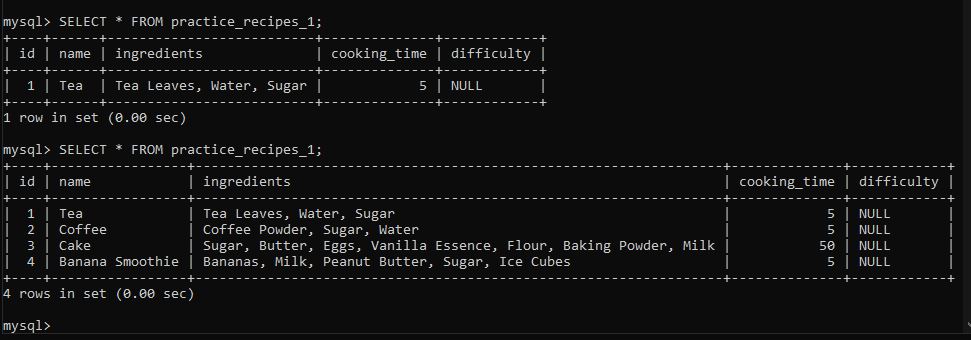 mysql> SELECT * FROM practice_recipes_1;
+----+------+-------------------------+--------------+------------+
| id | name | ingredients             | cooking_time | difficulty |
+----+------+-------------------------+--------------+------------+
|  1 | Tea  | Tea Leaves, Water, Sugar |            5 | NULL       |
+----+------+-------------------------+--------------+------------+
1 row in set (0.00 sec)
mysql> SELECT * FROM practice_recipes_1;
+----+-----------------+------------------------------------------------------------------+--------------+------------+
| id | name            | ingredients                                                      | cooking_time | difficulty |
+----+-----------------+------------------------------------------------------------------+--------------+------------+
|  1 | Tea             | Tea Leaves, Water, Sugar                                         |            5 | NULL       |
|  2 | Coffee          | Coffee Powder, Sugar, Water                                      |            5 | NULL       |
|  3 | Cake            | Sugar, Butter, Eggs, Vanilla Essence, Flour, Baking Powder, Milk |           50 | NULL       |
|  4 | Banana Smoothie | Bananas, Milk, Peanut Butter, Sugar, Ice Cubes                   |            5 | NULL       |
+----+-----------------+------------------------------------------------------------------+--------------+------------+
4 rows in set (0.00 sec)
mysql>